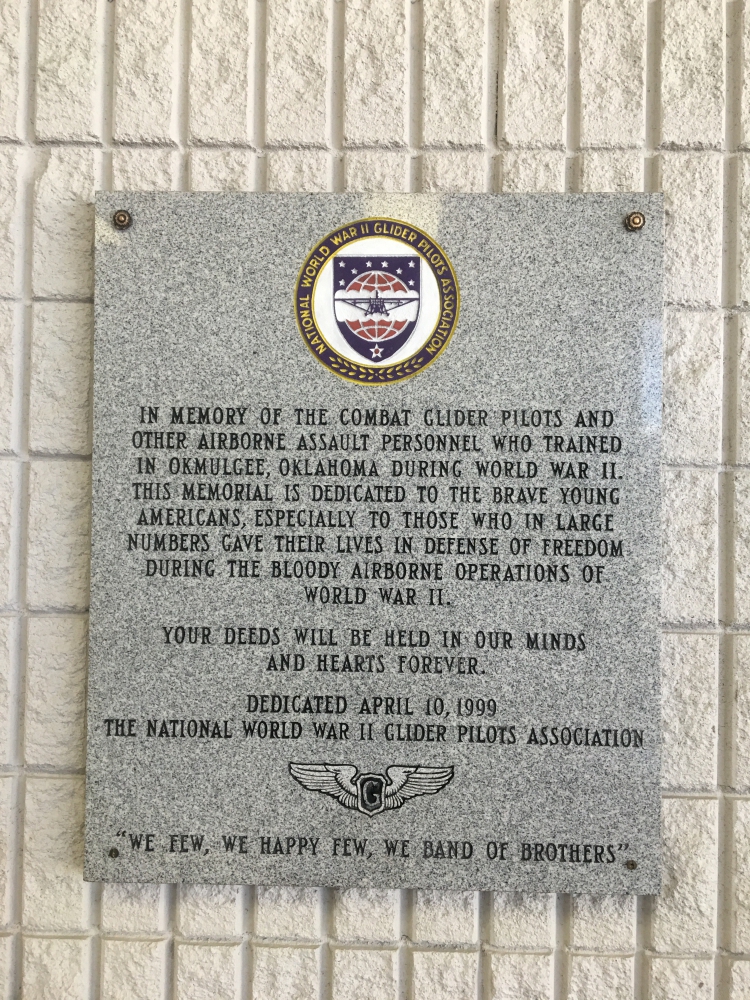 NATIONAL WORLD WAR II GLIDER PILOTS ASSOCIATION
IN MEMORY OF THE COMBAT GLIDER PILOTS AND
OTHER AIRBORNE ASSAULT PERSONNEL WHO TRAINED
IN OKMULGEE, OKLAHOMA DURING WORLD WAR II.
THIS MEMORIAL IS DEDICATED TO THE BRAVE YOUNG
AMERICANS, ESPECIALLY TO THOSE WHO IN LARGE
NUMBERS GAVE THEIR LIVES IN DEFENSE OF FREEDOM
DURING THE BLOODY AIRBORNE OPERATIONS OF
WORLD WAR II.
YOUR DEEDS WILL BE HELD IN OUR MINDS
AND HEARTS FOREVER.
DEDICATED APRIL 10, 1999
THE NATIONAL WORLD WAR II GLIDER PILOTS ASSOCIATION
G
"WE FEW, WE HAPPY FEW, WE BAND OF BROTHERS"